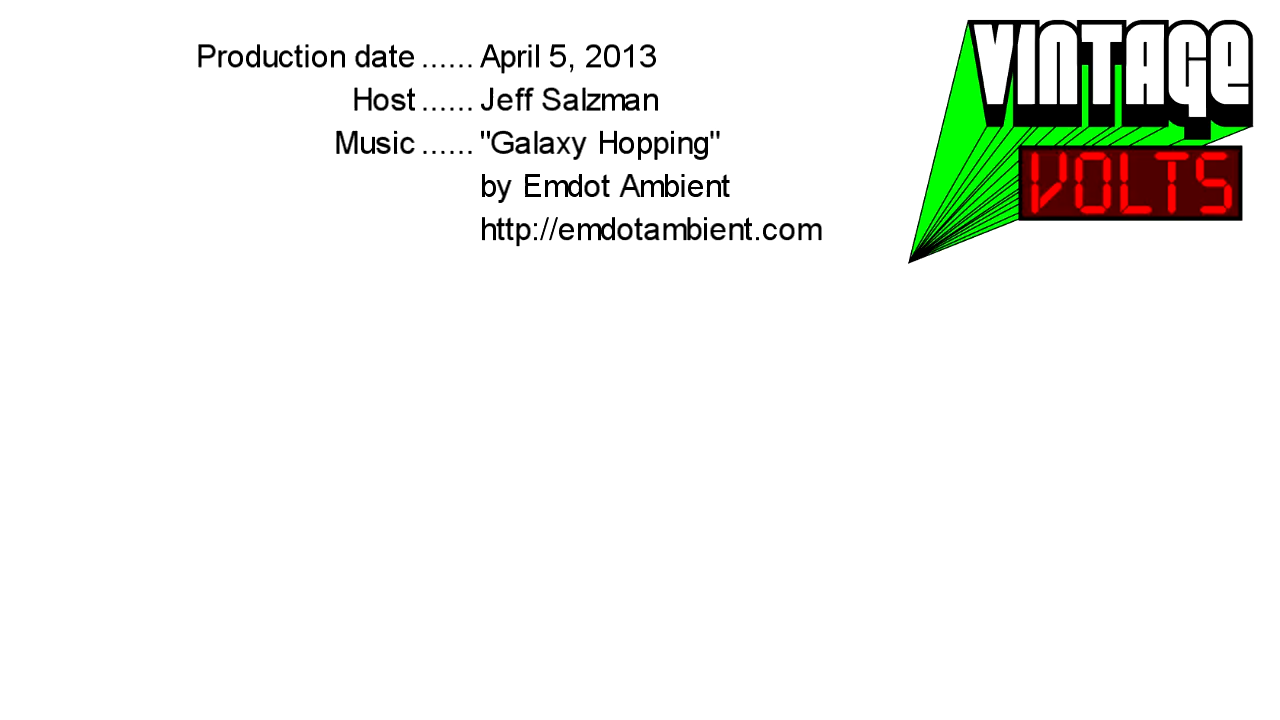 Production date ...... April 5, 2013
Host ...... Jeff Salzman
Music ...... "Galaxy Hopping"
by Emdot Ambient
http://emdotambient.com
VINTAGE
VOLTS